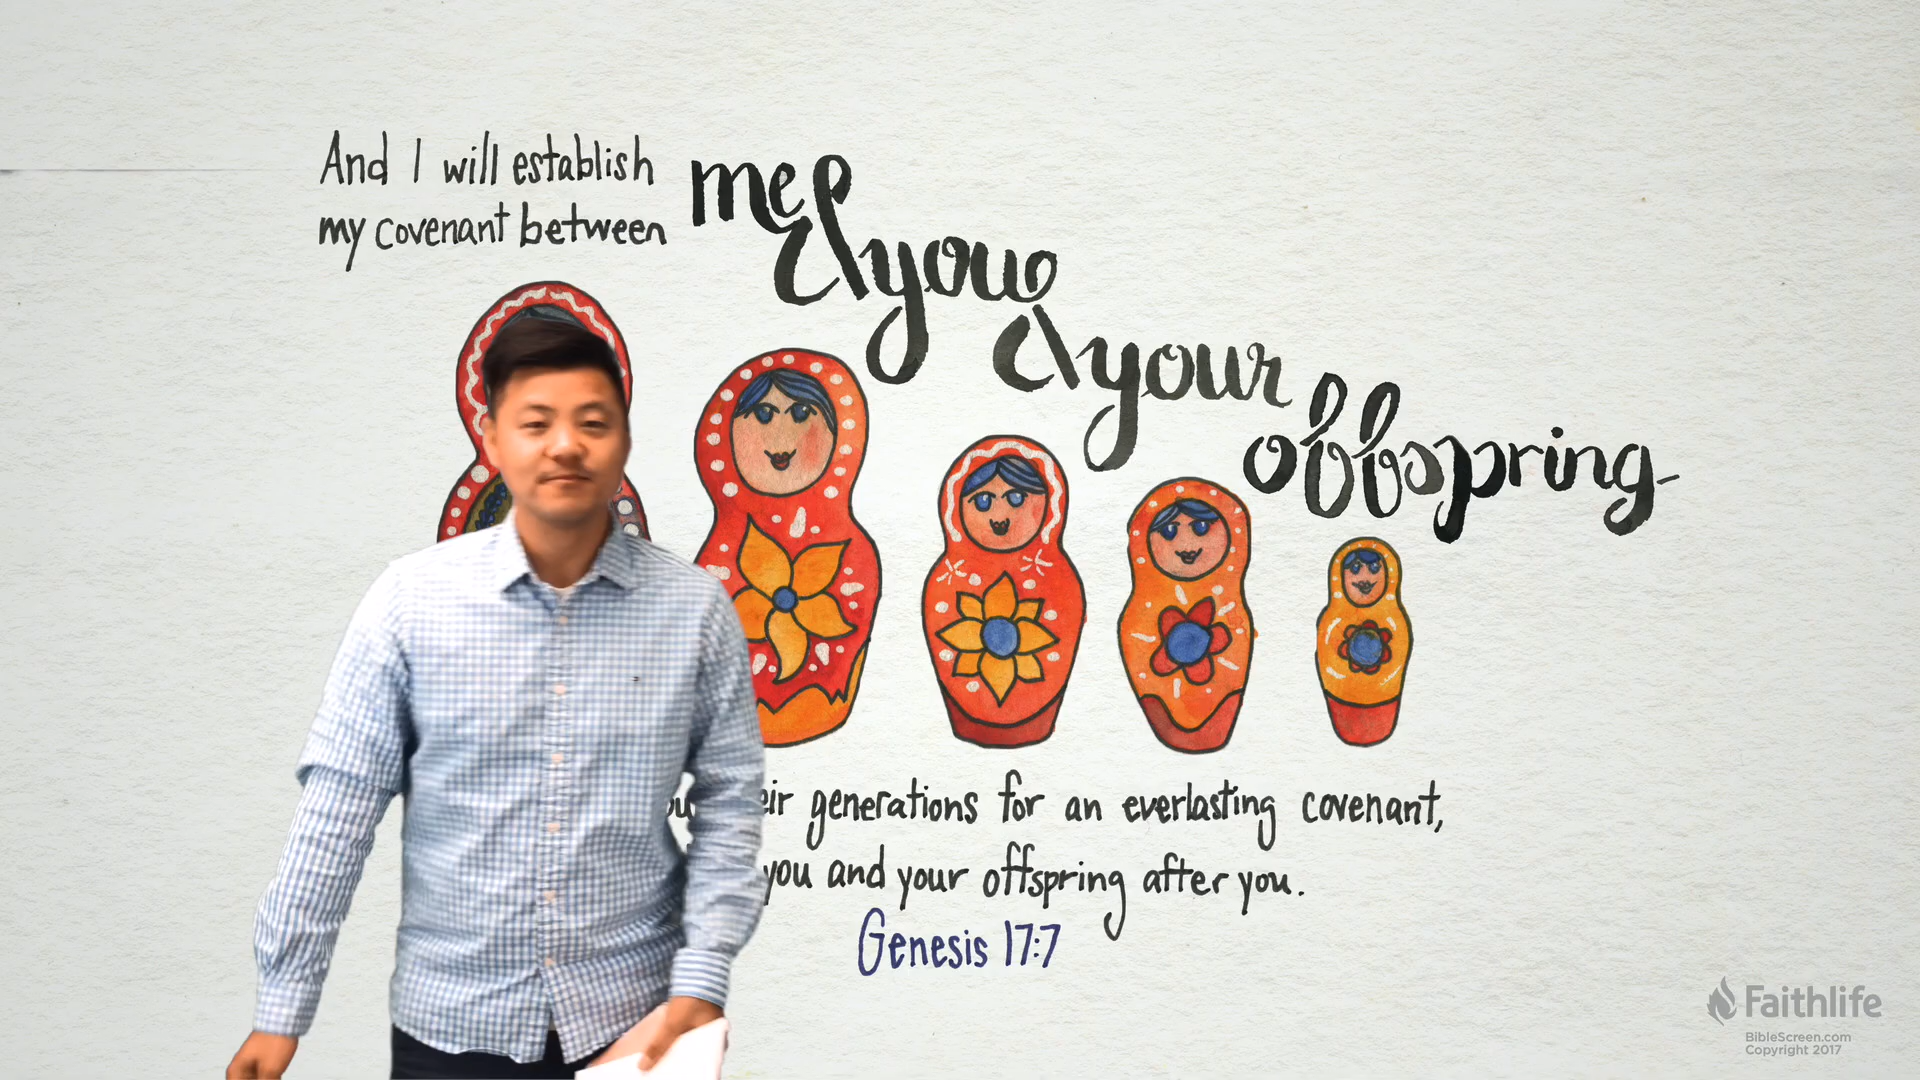 And I will establish
my covenant between
me
& you
& your
offspring
generations for an everlasting covenant,
you and your offspring after you.
Genesis 17:7
Faithlife
BibleScreen.com
Copyright 2017